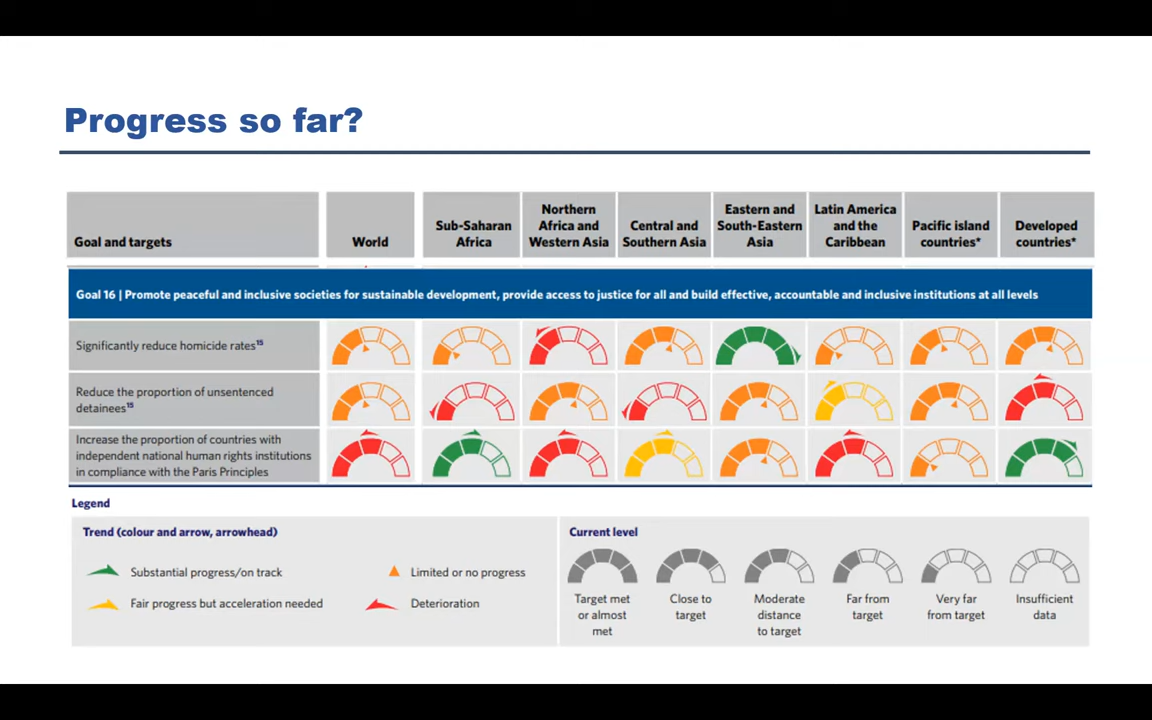 Progress so far?
Goal and targets
World
Sub-Saharan
Africa
Northern
Africa and
Western Asia
Central and
Southern Asia
Eastern and
South-Eastern
Asia
Latin America
and the
Caribbean
Pacific island
countries*
Developed
countries*
Goal 16 | Promote peaceful and inclusive societies for sustainable development, provide access to justice for all and build effective, accountable and inclusive institutions at all levels
Significantly reduce homicide rates¹⁵
Reduce the proportion of unsentenced
detainees¹⁵
Increase the proportion of countries with
independent national human rights institutions
in compliance with the Paris Principles
Legend
Trend (colour and arrow, arrowhead)
Substantial progress/on track
Limited or no progress
Fair progress but acceleration needed
Deterioration
Current level
Target met
or almost
met
Close to
target
Moderate
distance
to target
Far from
target
Very far
from target
Insufficient
data